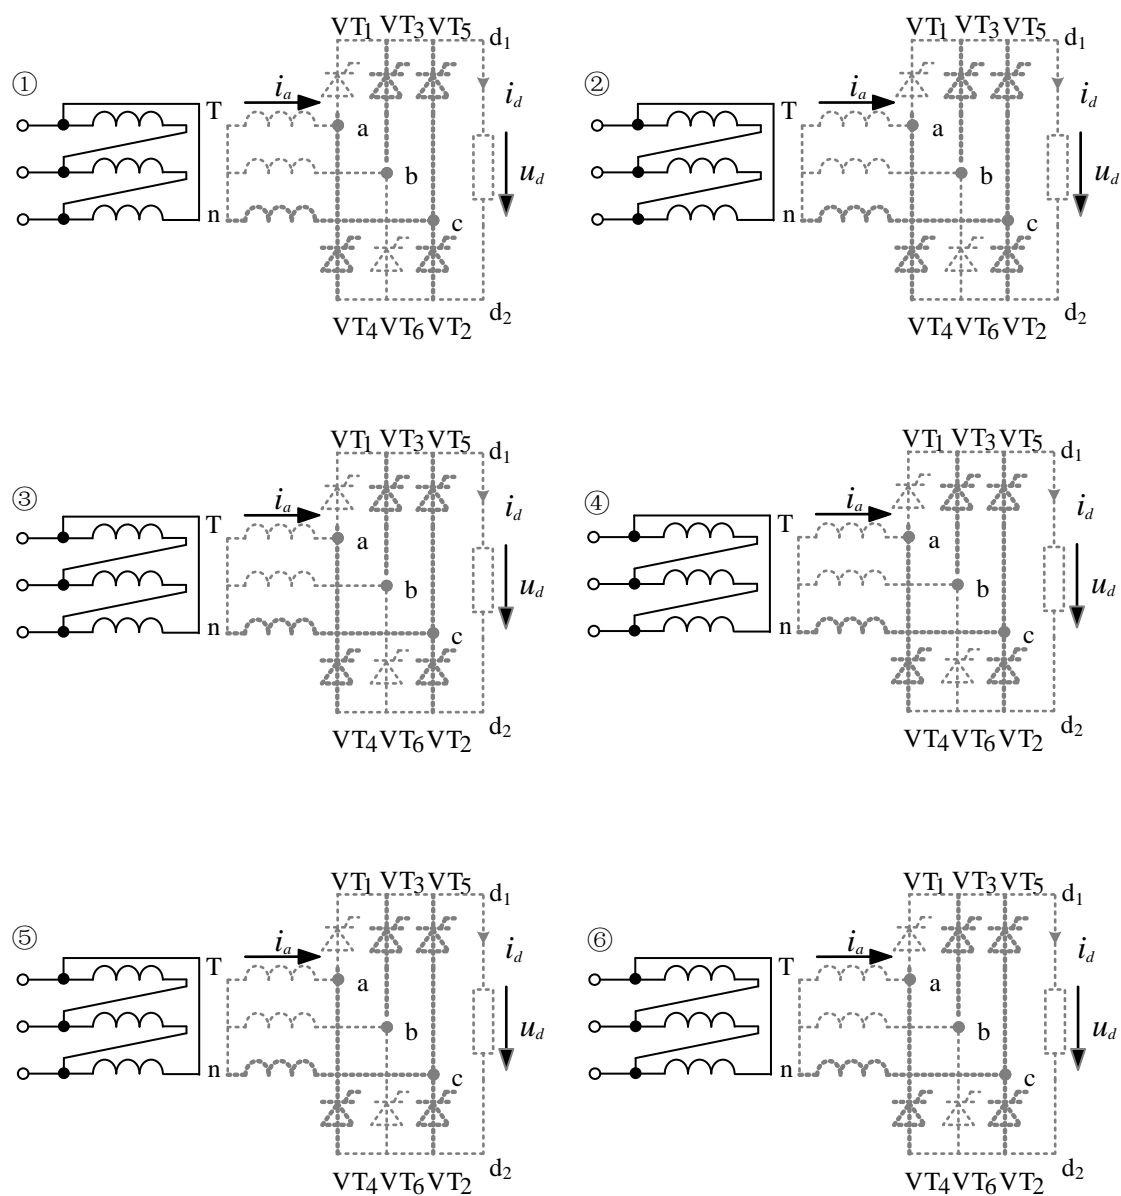 VT1 VT3 VT5 d1
① T ia a b c n id ud
VT4 VT6 VT2 d2
VT1 VT3 VT5 d1
② T ia a b c n id ud
VT4 VT6 VT2 d2
VT1 VT3 VT5 d1
③ T ia a b c n id ud
VT4 VT6 VT2 d2
VT1 VT3 VT5 d1
④ T ia a b c n id ud
VT4 VT6 VT2 d2
VT1 VT3 VT5 d1
⑤ T ia a b c n id ud
VT4 VT6 VT2 d2
VT1 VT3 VT5 d1
⑥ T ia a b c n id ud
VT4 VT6 VT2 d2